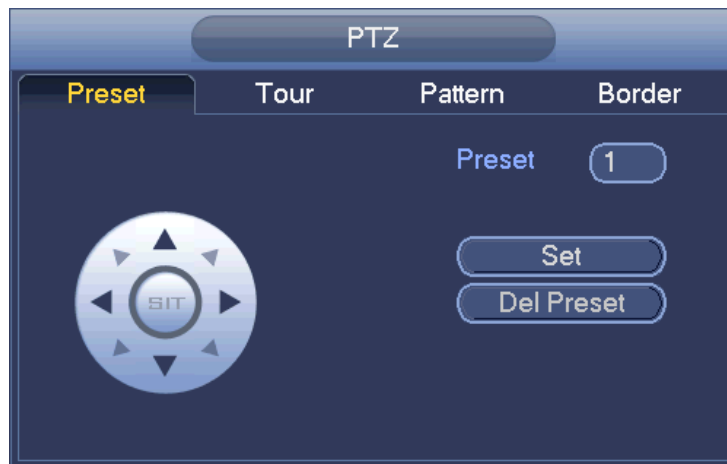 PTZ
Preset Tour Pattern Border
Preset 1
SIT
Set
Del Preset